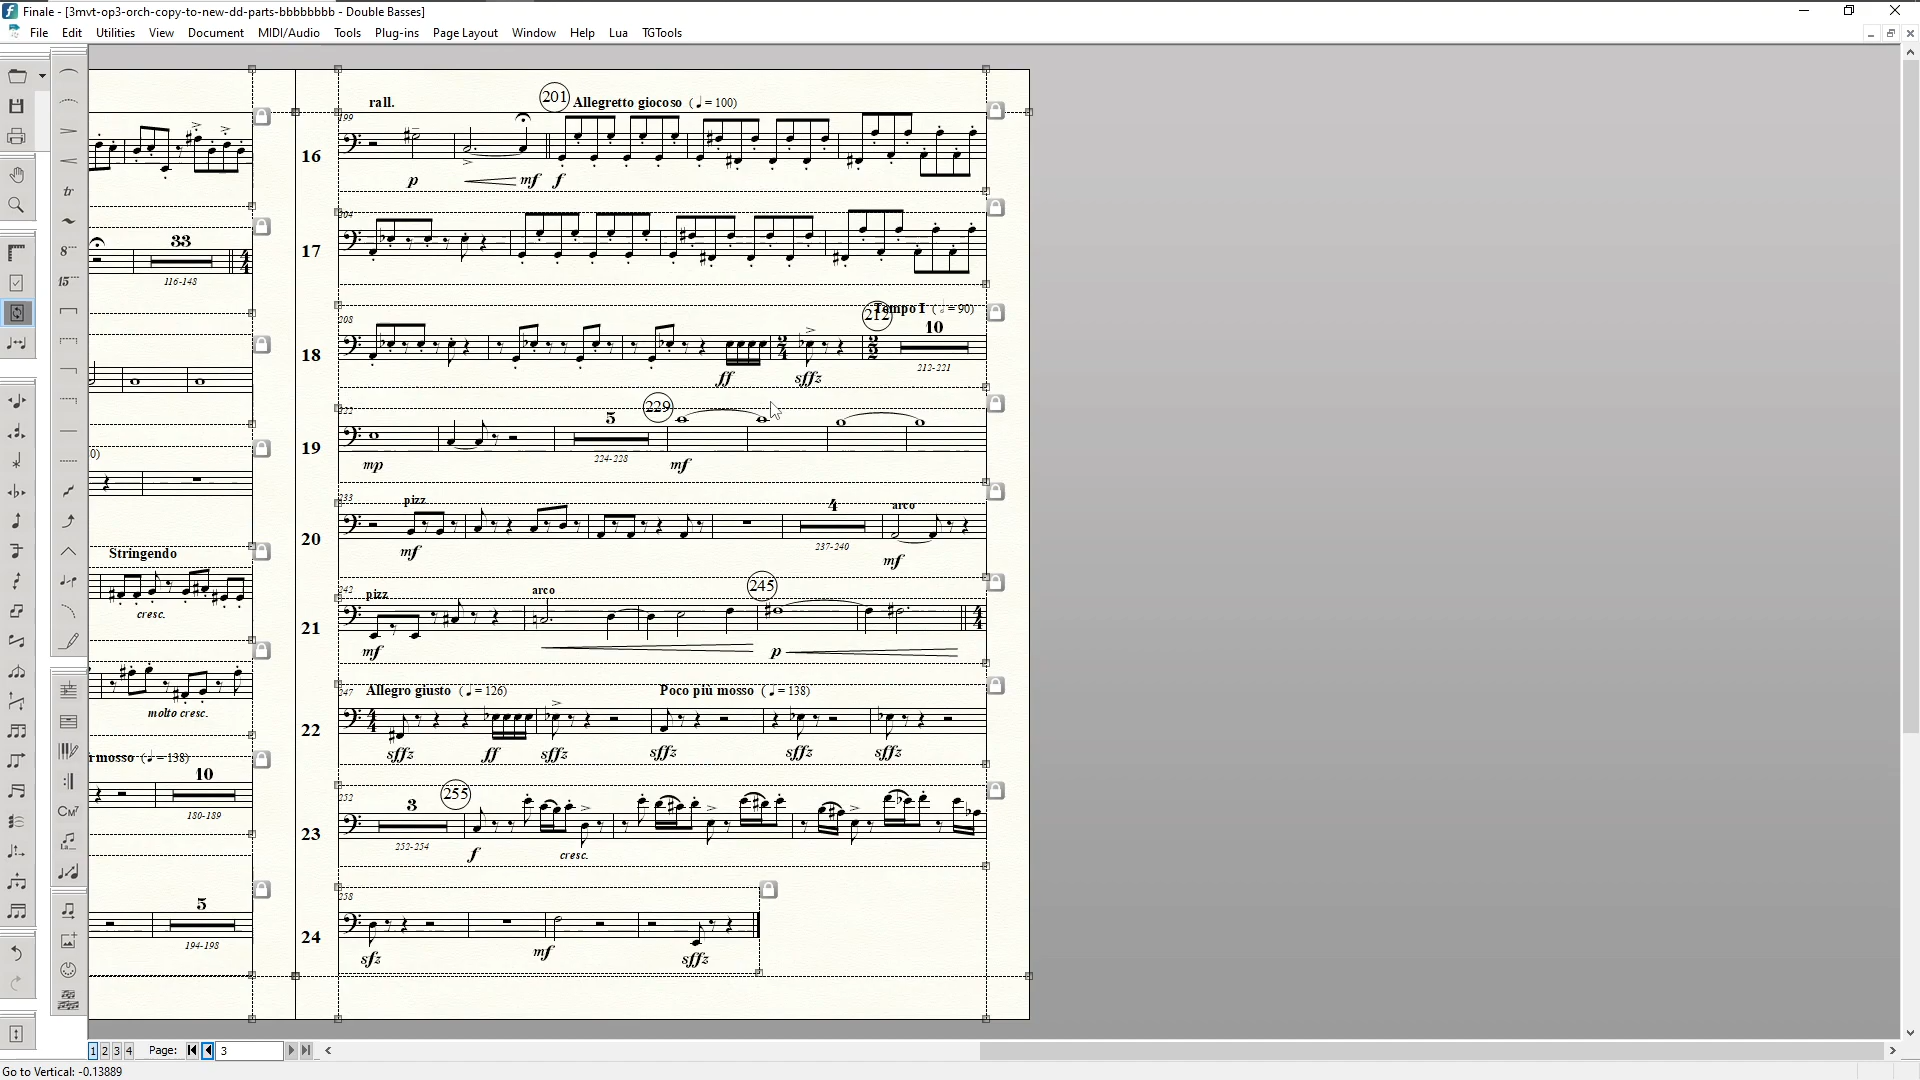 Finale - [3mvt-op3-orch-copy-to-new-dd-parts-bbbbbbbb - Double Basses]
File Edit Utilities View Document MIDI/Audio Tools Plug-ins Page Layout Window Help Lua TGTools
rall. 201 Allegretto giocoso ( ♩ = 100)
199
16
p mf f
33
116-148
204
17
208
18
212 Tempo I ( = 90)
10
212-221
ff sffz
222
19
5
224-228
229
mp mf
0)
233
20
pizz
4
237-240
arco
mf mf
Stringendo
cresc.
242
21
pizz arco 245
mf p
molto cresc.
247
22
Allegro giusto ( ♩ = 126) Poco più mosso ( ♩ = 138)
sffz ff sffz sffz sffz sffz
mosso ( ♩ = 138)
10
180-189
252
23
3
252-254
255
f cresc.
5
194-198
258
24
sfz mf sffz
tr
8
15
CM7
1 2 3 4 Page: 3
Go to Vertical: -0.13889